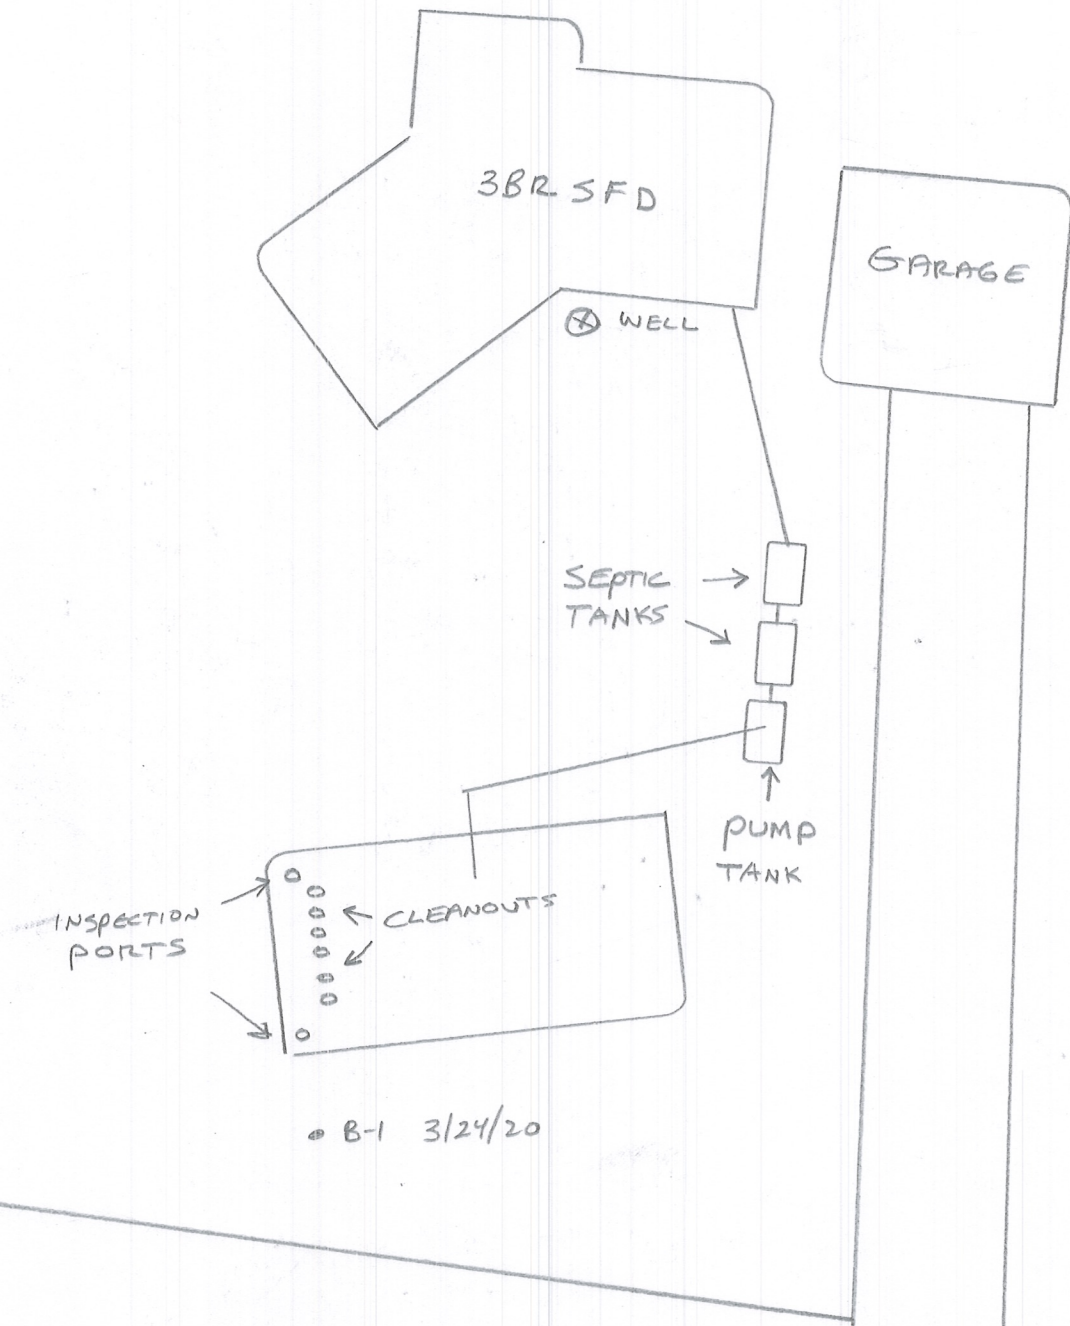 3BR SFD
GARAGE
WELL
SEPTIC
TANKS
PUMP
TANK
CLEANOUTS
INSPECTION
PORTS
B-1 3/24/20